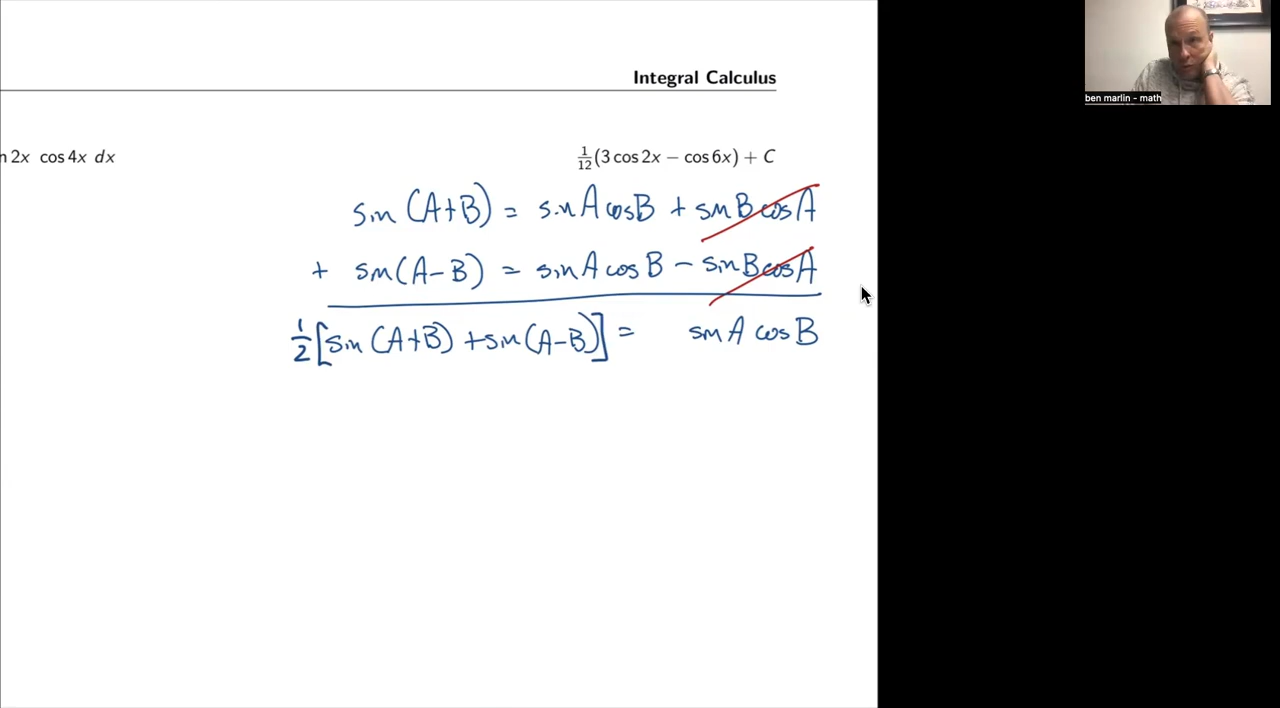 Integral Calculus
n 2x cos 4x dx
1/12 (3 cos 2x − cos 6x) + C
sin (A+B) = sin A cos B + sin B cos A
+ sin (A−B) = sin A cos B − sin B cos A
1/2 [sin (A+B) + sin (A−B)] = sin A cos B
ben marlin - math